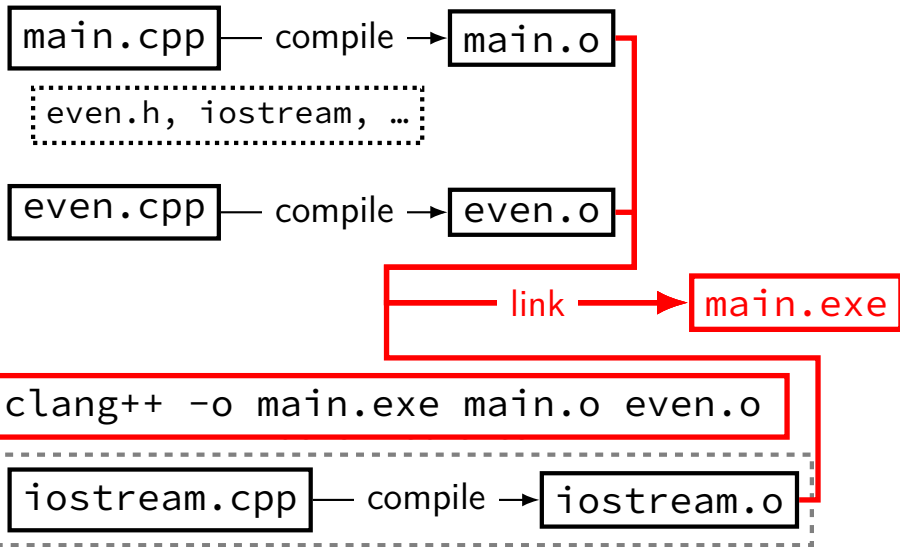 main.cpp compile main.o
even.h, iostream, …
even.cpp compile even.o
link main.exe
clang++ -o main.exe main.o even.o
iostream.cpp compile iostream.o